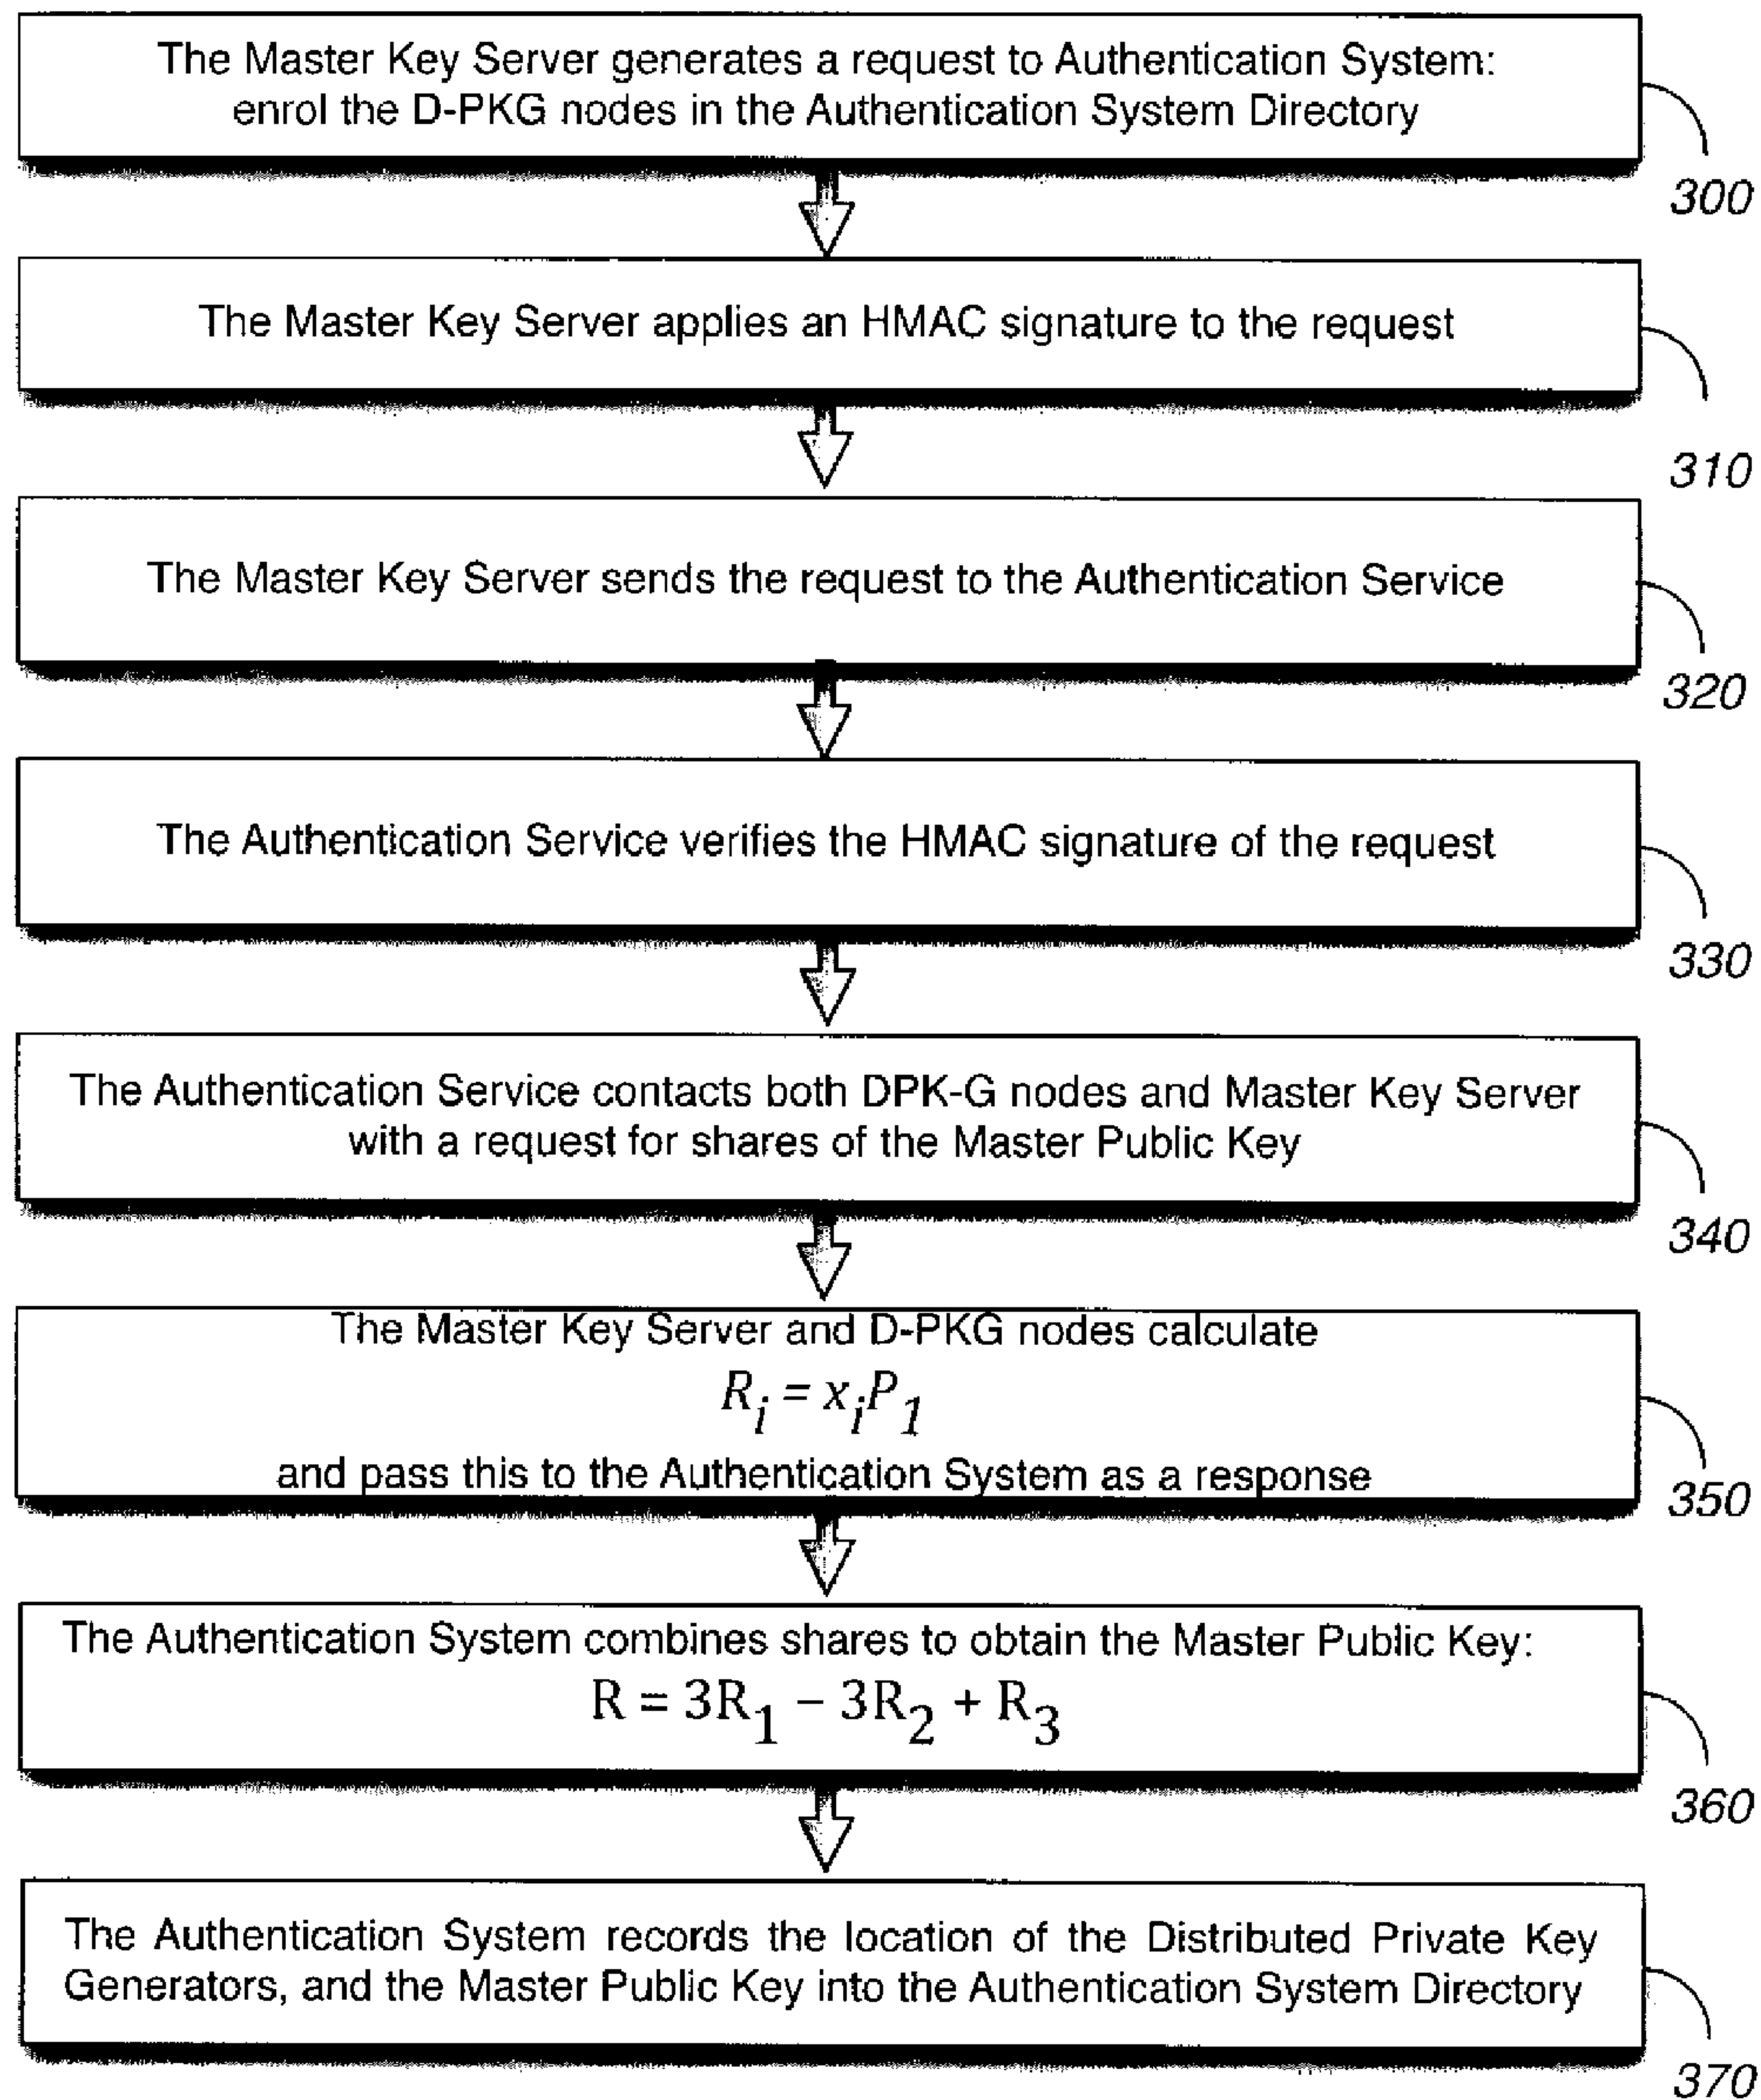 The Master Key Server generates a request to Authentication System:
enrol the D-PKG nodes in the Authentication System Directory
300
The Master Key Server applies an HMAC signature to the request
310
The Master Key Server sends the request to the Authentication Service
320
The Authentication Service verifies the HMAC signature of the request
330
The Authentication Service contacts both DPK-G nodes and Master Key Server
with a request for shares of the Master Public Key
340
The Master Key Server and D-PKG nodes calculate
R_i = x_iP_1
and pass this to the Authentication System as a response
350
The Authentication System combines shares to obtain the Master Public Key:
R = 3R_1 − 3R_2 + R_3
360
The Authentication System records the location of the Distributed Private Key
Generators, and the Master Public Key into the Authentication System Directory
370